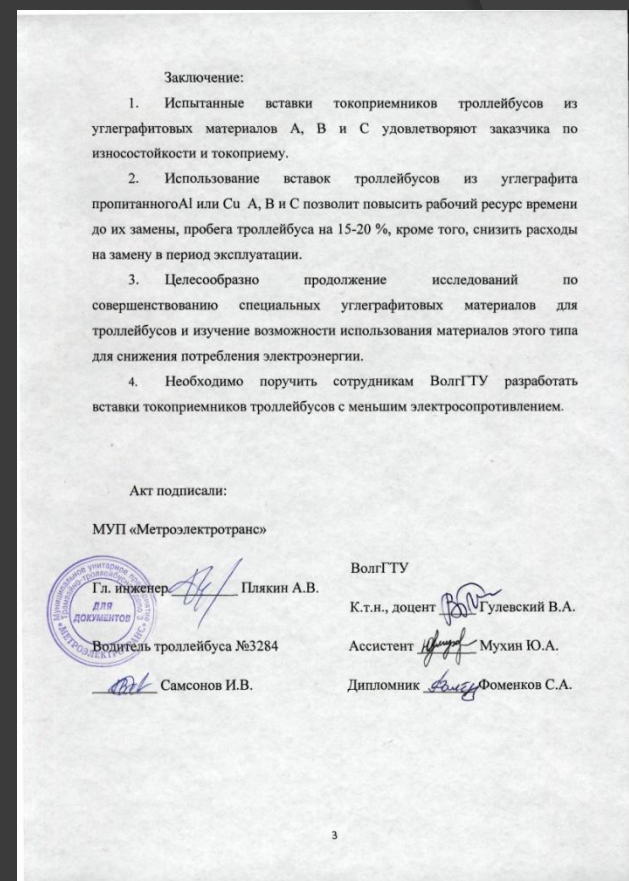 Заключение:
1. Испытанные вставки токоприемников троллейбусов из
углеграфитовых материалов А, В и С удовлетворяют заказчика по
износостойкости и токоприему.
2. Использование вставок троллейбусов из углеграфита
пропитанногоAl или Cu А, В и С позволит повысить рабочий ресурс времени
до их замены, пробега троллейбуса на 15-20 %, кроме того, снизить расходы
на замену в период эксплуатации.
3. Целесообразно продолжение исследований по
совершенствованию специальных углеграфитовых материалов для
троллейбусов и изучение возможности использования материалов этого типа
для снижения потребления электроэнергии.
4. Необходимо поручить сотрудникам ВолгГТУ разработать
вставки токоприемников троллейбусов с меньшим электросопротивлением.
Акт подписали:
МУП «Метроэлектротранс»
ВолгГТУ
Гл. инженер Плякин А.В.
К.т.н., доцент Гулевский В.А.
Водитель троллейбуса №3284
Ассистент Мухин Ю.А.
Самсонов И.В.
Дипломник Фоменков С.А.
ДЛЯ
ДОКУМЕНТОВ
«МЕТРОЭЛЕКТРОТРАНС»
3